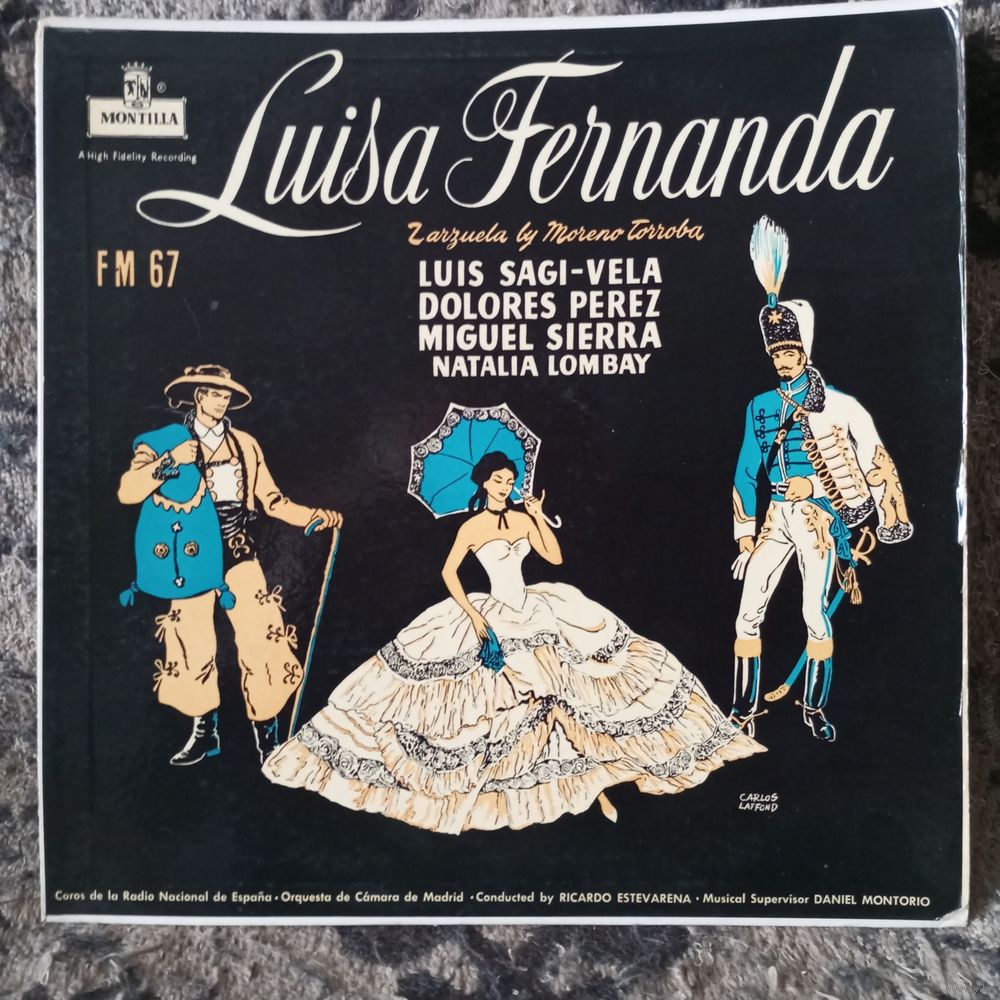 MONTILLA
®
A High Fidelity Recording
Luisa Fernanda
Zarzuela by Moreno Torroba
FM 67
LUIS SAGI-VELA
DOLORES PEREZ
MIGUEL SIERRA
NATALIA LOMBAY
CARLOS
LAFFOND
Coros de la Radio Nacional de España • Orquesta de Cámara de Madrid • Conducted by RICARDO ESTEVARENA • Musical Supervisor DANIEL MONTORIO